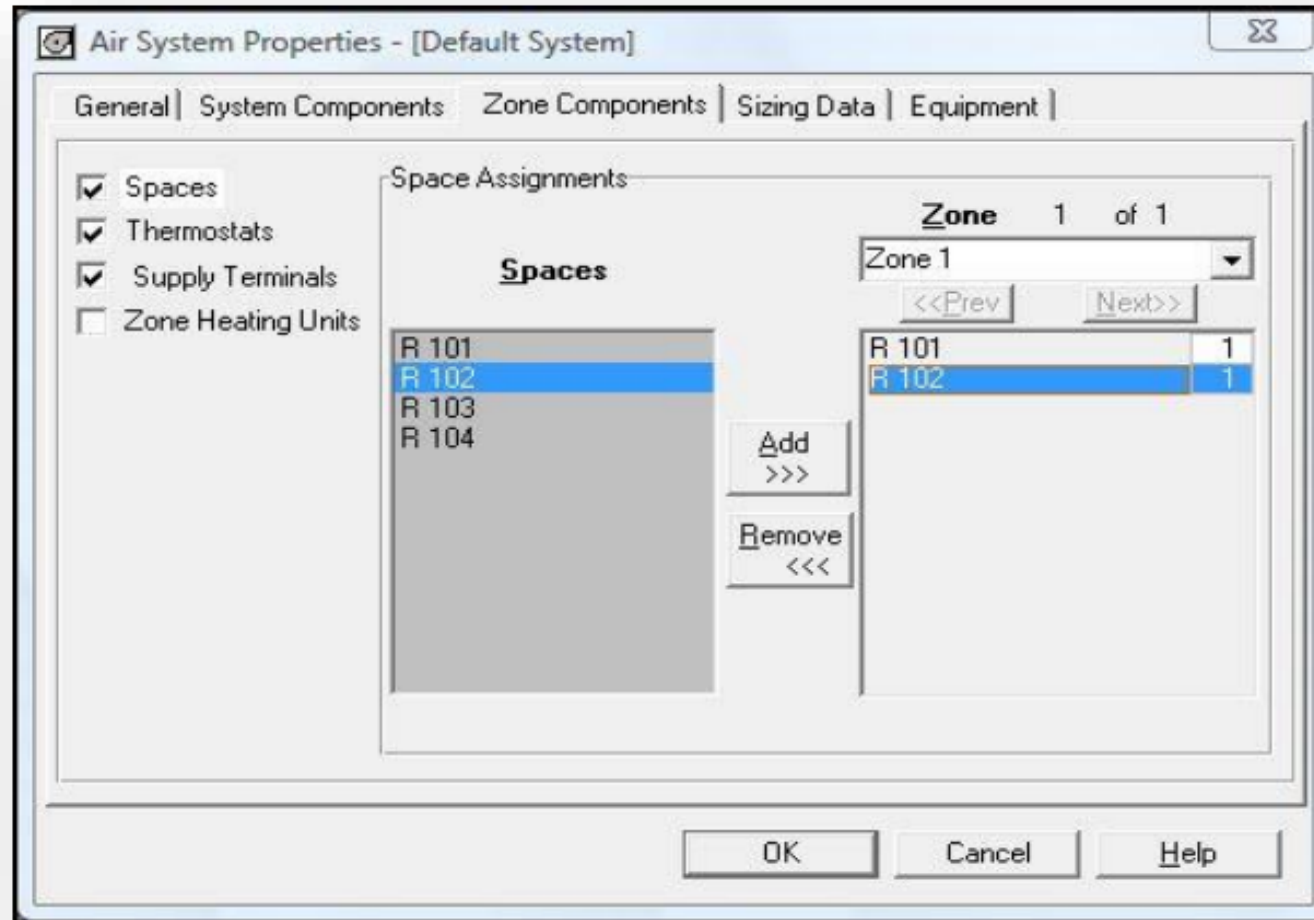 Air System Properties - [Default System]
General System Components Zone Components Sizing Data Equipment
Spaces
Thermostats
Supply Terminals
Zone Heating Units
Space Assignments
Spaces
R 101
R 102
R 103
R 104
Add
>>>
Remove
<<<
Zone 1 of 1
Zone 1
<<Prev Next>>
R 101 1
R 102 1
OK Cancel Help